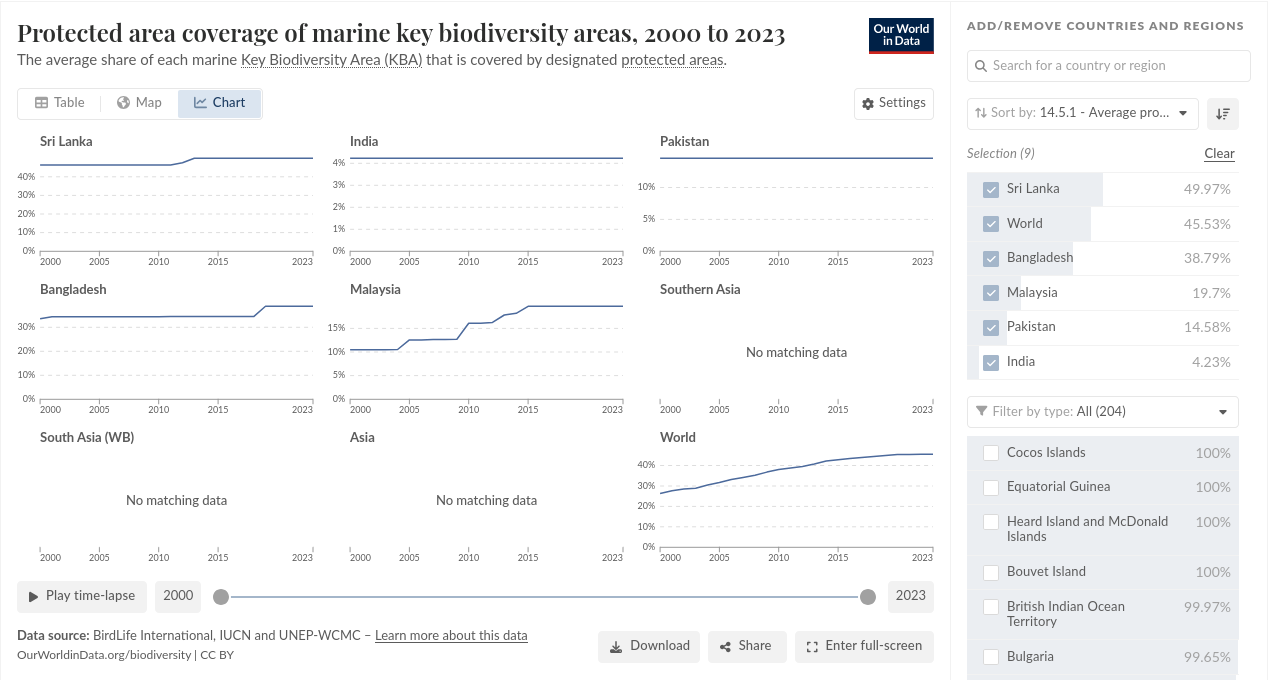 Protected area coverage of marine key biodiversity areas, 2000 to 2023
The average share of each marine Key Biodiversity Area (KBA) that is covered by designated protected areas.
Our World
in Data
Table
Map
Chart
Settings
Sri Lanka
40%
30%
20%
10%
0%
2000 2005 2010 2015 2023
India
4%
3%
2%
1%
0%
2000 2005 2010 2015 2023
Pakistan
10%
5%
0%
2000 2005 2010 2015 2023
Bangladesh
30%
20%
10%
0%
2000 2005 2010 2015 2023
Malaysia
15%
10%
5%
0%
2000 2005 2010 2015 2023
Southern Asia
No matching data
2000 2005 2010 2015 2023
South Asia (WB)
No matching data
2000 2005 2010 2015 2023
Asia
No matching data
2000 2005 2010 2015 2023
World
40%
30%
20%
10%
0%
2000 2005 2010 2015 2023
Play time-lapse
2000
2023
Data source: BirdLife International, IUCN and UNEP-WCMC – Learn more about this data
OurWorldinData.org/biodiversity | CC BY
Download
Share
Enter full-screen
ADD/REMOVE COUNTRIES AND REGIONS
Search for a country or region
Sort by: 14.5.1 - Average pro...
Selection (9)
Clear
Sri Lanka 49.97%
World 45.53%
Bangladesh 38.79%
Malaysia 19.7%
Pakistan 14.58%
India 4.23%
Filter by type: All (204)
Cocos Islands 100%
Equatorial Guinea 100%
Heard Island and McDonald 100%
Islands
Bouvet Island 100%
British Indian Ocean 99.97%
Territory
Bulgaria 99.65%